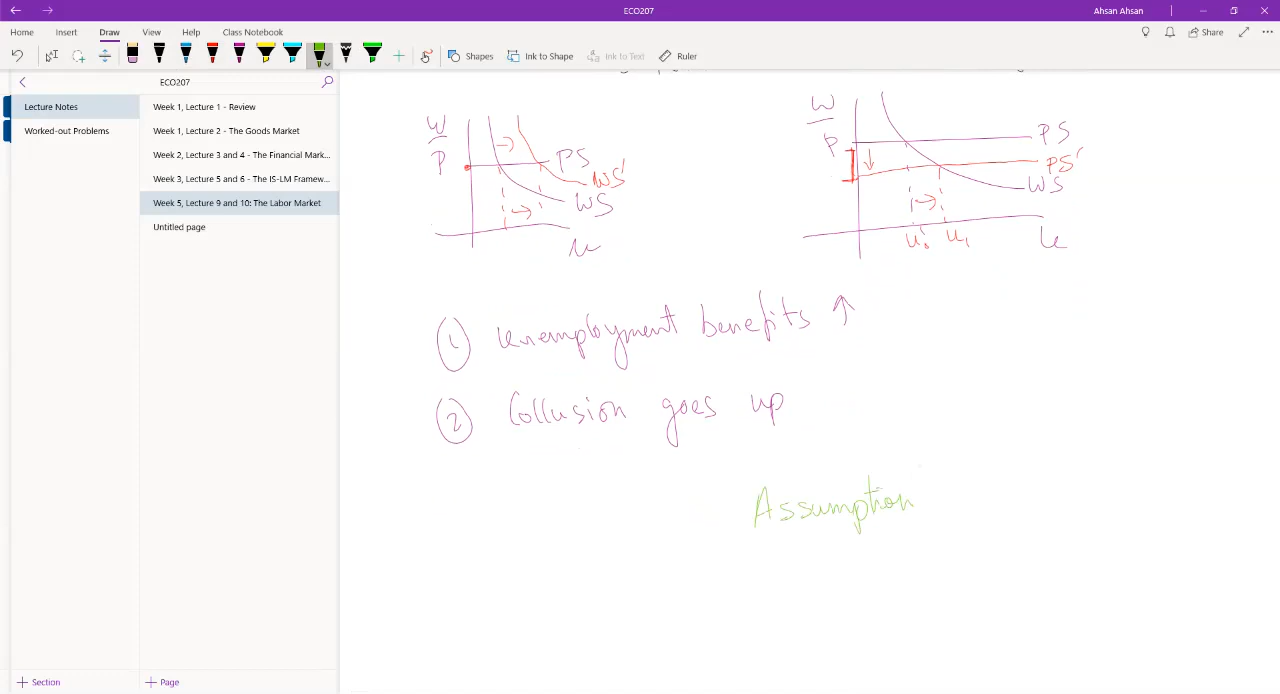 ECO207
Ahsan Ahsan
Home Insert Draw View Help Class Notebook
Share
Shapes Ink to Shape Ink to Text Ruler
ECO207
Lecture Notes
Worked-out Problems
Week 1, Lecture 1 - Review
Week 1, Lecture 2 - The Goods Market
Week 2, Lecture 3 and 4 - The Financial Mark...
Week 3, Lecture 5 and 6 - The IS-LM Framew...
Week 5, Lecture 9 and 10: The Labor Market
Untitled page
W
P
PS
WS'
WS
u
W
P
PS
PS'
WS
u₀ u₁
u
① Unemployment benefits ↑
② Collusion goes up
Assumption
+ Section
+ Page